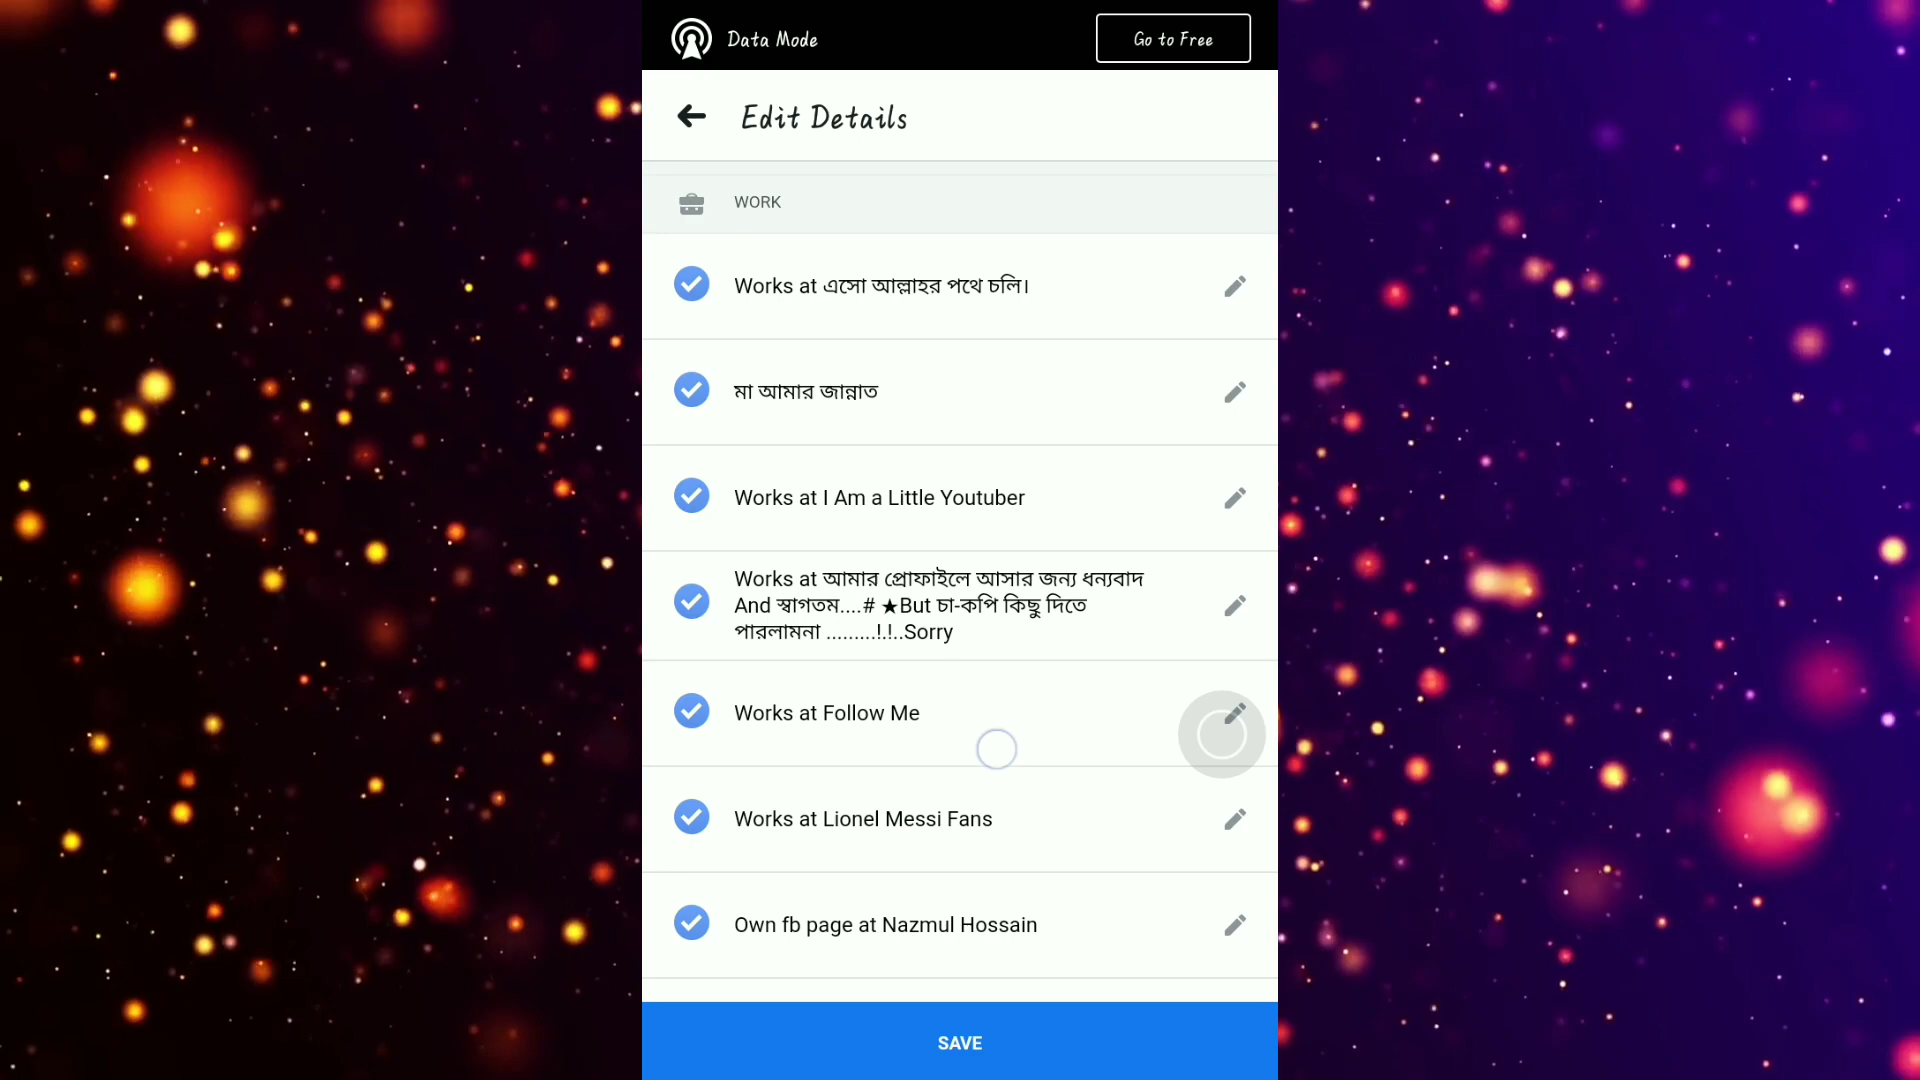 Data Mode
Go to Free
Edit Details
WORK
Works at এসো আল্লাহর পথে চলি।
মা আমার জান্নাত
Works at I Am a Little Youtuber
Works at আমার প্রোফাইলে আসার জন্য ধন্যবাদ
And স্বাগতম....# ★But চা-কপি কিছু দিতে
পারলামনা .........!.!..Sorry
Works at Follow Me
Works at Lionel Messi Fans
Own fb page at Nazmul Hossain
SAVE